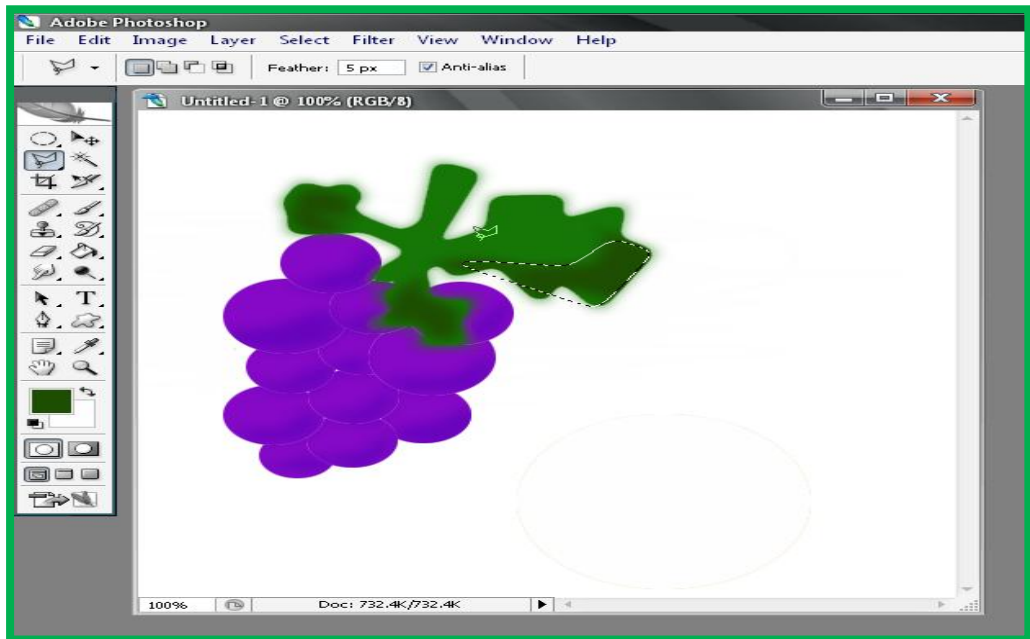 Adobe Photoshop
File Edit Image Layer Select Filter View Window Help
Feather: 5 px Anti-alias
Untitled-1 @ 100% (RGB/8)
T
100% Doc: 732.4K/732.4K